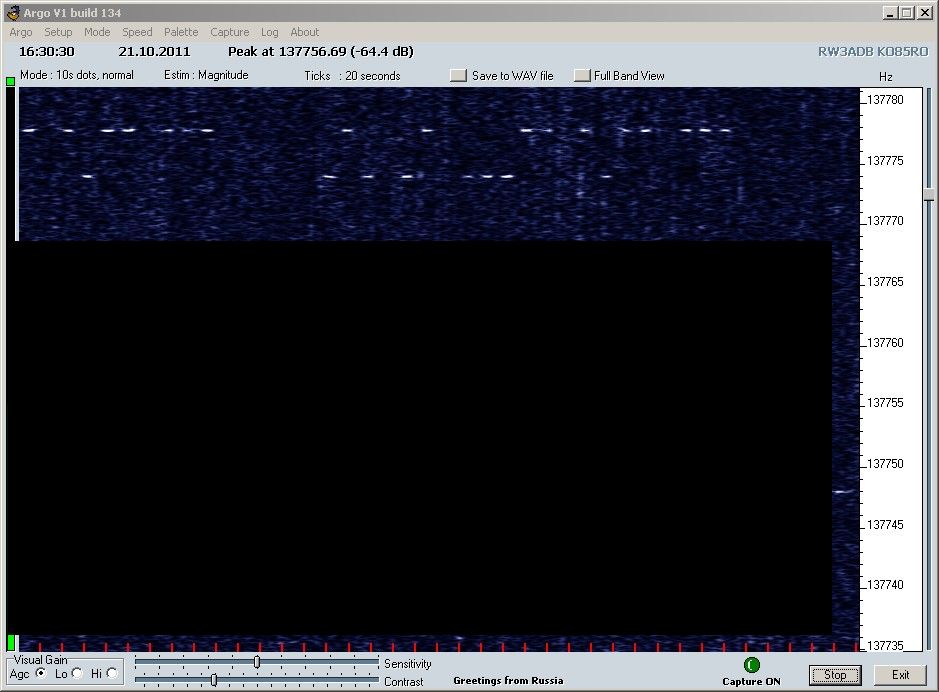 Argo V1 build 134
Argo Setup Mode Speed Palette Capture Log About
16:30:30 21.10.2011 Peak at 137756.69 (-64.4 dB) RW3ADB KO85RO
Mode : 10s dots, normal Estim : Magnitude Ticks : 20 seconds Save to WAV file Full Band View Hz
137780
137775
137770
137765
137760
137755
137750
137745
137740
137735
Visual Gain
Agc Lo Hi
Sensitivity
Contrast
Greetings from Russia
Capture ON
Stop
Exit